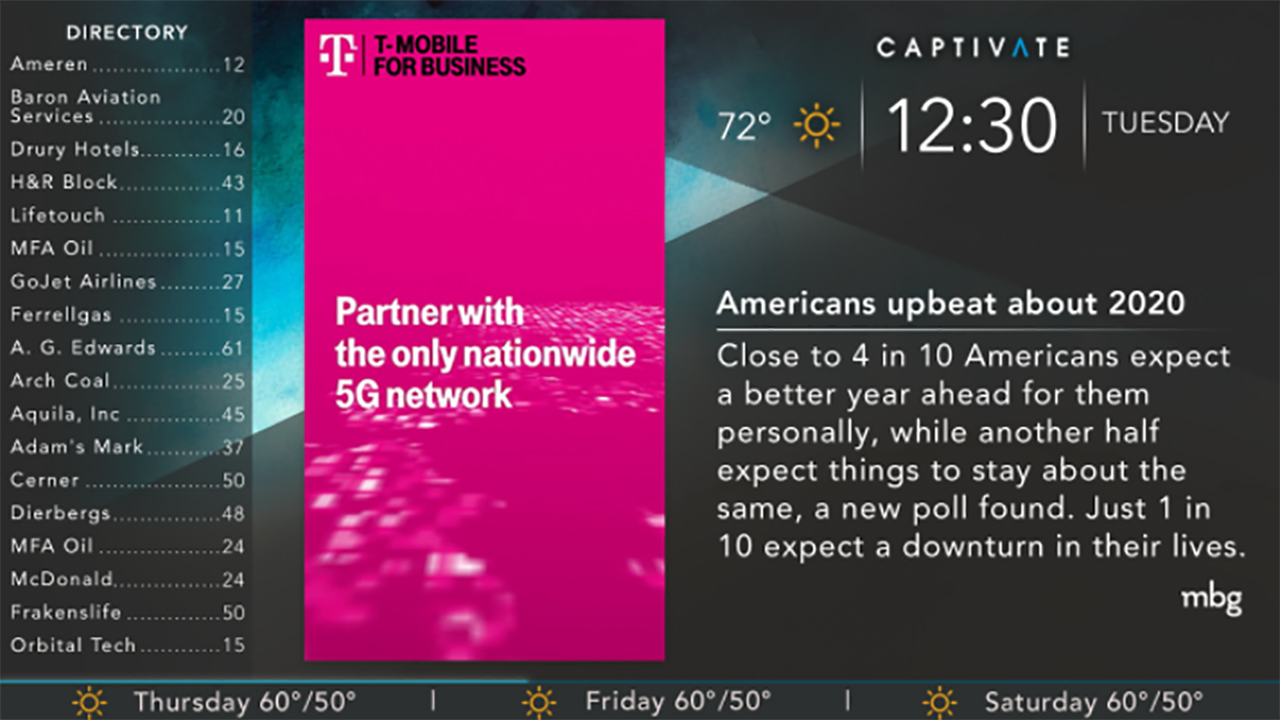 DIRECTORY
Ameren ................12
Baron Aviation
Services ...............20
Drury Hotels..........16
H&R Block.............43
Lifetouch ..............11
MFA Oil ................15
GoJet Airlines ........27
Ferrellgas .............15
A. G. Edwards ........61
Arch Coal..............25
Aquila, Inc ............45
Adam's Mark.........37
Cerner .................50
Dierbergs..............48
MFA Oil ................24
McDonald..............24
Frakenslife ............50
Orbital Tech ..........15
T T-MOBILE
FOR BUSINESS
Partner with
the only nationwide
5G network
CAPTIVATE
72° 12:30 TUESDAY
Americans upbeat about 2020
Close to 4 in 10 Americans expect
a better year ahead for them
personally, while another half
expect things to stay about the
same, a new poll found. Just 1 in
10 expect a downturn in their lives.
mbg
Thursday 60°/50° | Friday 60°/50° | Saturday 60°/50°